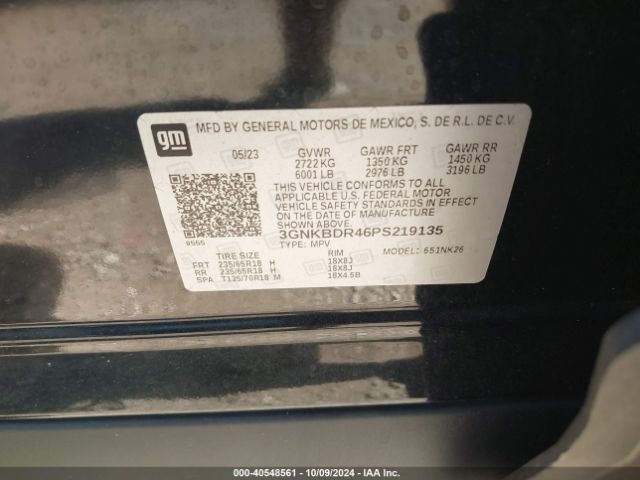 gm
MFD BY GENERAL MOTORS DE MEXICO, S. DE R.L. DE C.V.
05/23 GVWR GAWR FRT GAWR RR
2722 KG 1350 KG 1450 KG
6001 LB 2976 LB 3196 LB
THIS VEHICLE CONFORMS TO ALL
APPLICABLE U.S. FEDERAL MOTOR
VEHICLE SAFETY STANDARDS IN EFFECT
ON THE DATE OF MANUFACTURE
SHOWN ABOVE.
3GNKBDR46PS219135
TYPE: MPV
MODEL: 651NK26
TIRE SIZE RIM
FRT 235/65R18 H 18X8J
RR 235/65R18 H 18X8J
SPA T135/70R18 M 18X4.5B
000-40548561 - 10/09/2024 - IAA Inc.